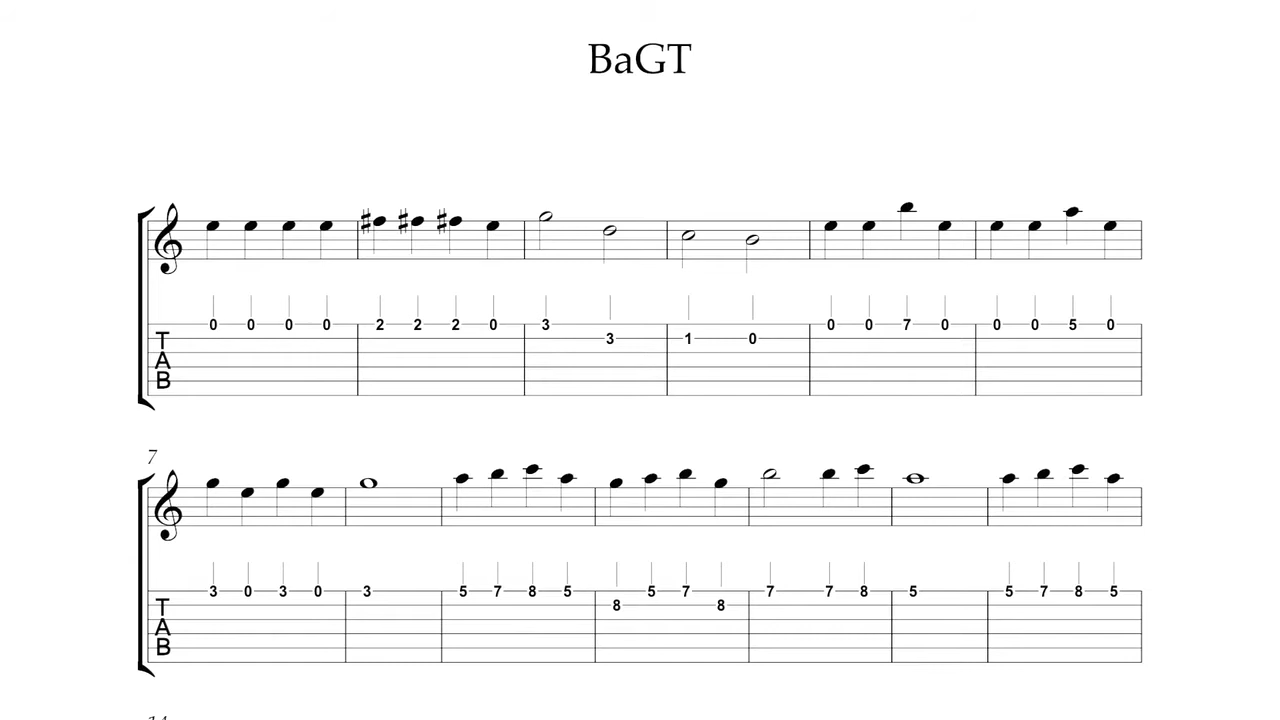 BaGT
0 0 0 0 2 2 2 0 3 0 0 7 0 0 0 5 0
T 3 1 0
A
B
7
3 0 3 0 3 5 7 8 5 5 7 7 7 8 5 5 7 8 5
T 8 8
A
B